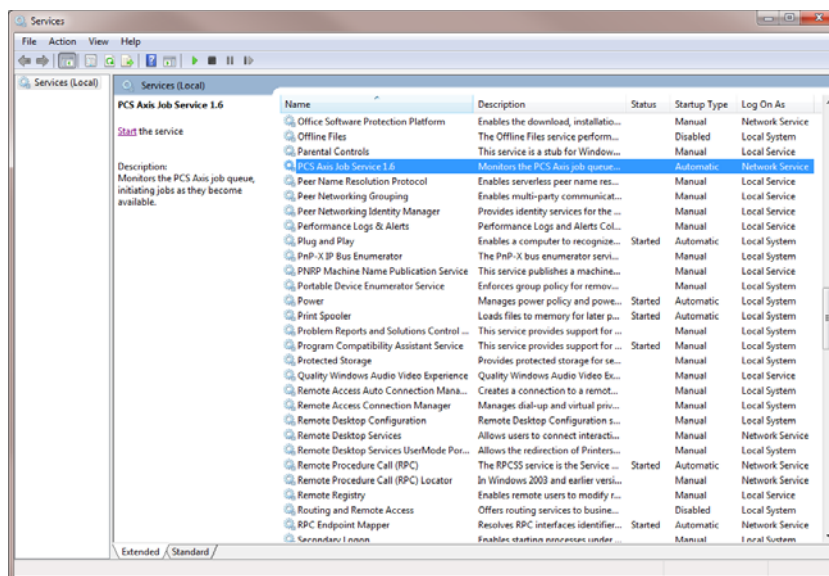 Services
File Action View Help
Services (Local)
Services (Local)
PCS Axis Job Service 1.6
Start the service
Description:
Monitors the PCS Axis job queue,
initiating jobs as they become
available.
Name Description Status Startup Type Log On As
Office Software Protection Platform Enables the download, installatio... Manual Network Service
Offline Files The Offline Files service perform... Disabled Local System
Parental Controls This service is a stub for Window... Manual Local Service
PCS Axis Job Service 1.6 Monitors the PCS Axis job queue... Automatic Network Service
Peer Name Resolution Protocol Enables serverless peer name res... Manual Local Service
Peer Networking Grouping Enables multi-party communicat... Manual Local Service
Peer Networking Identity Manager Provides identity services for the ... Manual Local Service
Performance Logs & Alerts Performance Logs and Alerts Col... Manual Local Service
Plug and Play Enables a computer to recognize... Started Automatic Local System
PnP-X IP Bus Enumerator The PnP-X bus enumerator servi... Manual Local System
PNRP Machine Name Publication Service This service publishes a machine... Manual Local Service
Portable Device Enumerator Service Enforces group policy for remov... Manual Local System
Power Manages power policy and powe... Started Automatic Local System
Print Spooler Loads files to memory for later p... Started Automatic Local System
Problem Reports and Solutions Control ... This service provides support for ... Manual Local System
Program Compatibility Assistant Service This service provides support for ... Started Manual Local System
Protected Storage Provides protected storage for se... Manual Local System
Quality Windows Audio Video Experience Quality Windows Audio Video Ex... Manual Local Service
Remote Access Auto Connection Mana... Creates a connection to a remot... Manual Local System
Remote Access Connection Manager Manages dial-up and virtual priv... Manual Local System
Remote Desktop Configuration Remote Desktop Configuration s... Manual Local System
Remote Desktop Services Allows users to connect interacti... Manual Network Service
Remote Desktop Services UserMode Por... Allows the redirection of Printers... Manual Local System
Remote Procedure Call (RPC) The RPCSS service is the Service ... Started Automatic Network Service
Remote Procedure Call (RPC) Locator In Windows 2003 and earlier versi... Manual Network Service
Remote Registry Enables remote users to modify r... Manual Local Service
Routing and Remote Access Offers routing services to busine... Disabled Local System
RPC Endpoint Mapper Resolves RPC interfaces identifier... Started Automatic Network Service
Secondary Logon Enables starting processes under ... Manual Local System
Extended Standard